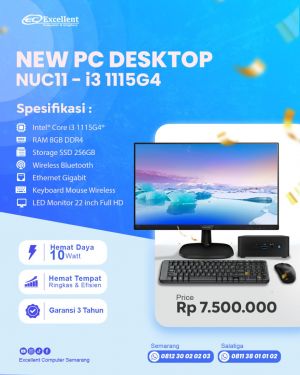 Excellent
NEW PC DESKTOP
NUC11 - i3 1115G4
Spesifikasi :
Intel® Core i3 1115G4®
RAM 8GB DDR4
Storage SSD 256GB
Wireless Bluetooth
Ethernet Gigabit
Keyboard Mouse Wireless
LED Monitor 22 inch Full HD
Hemat Daya
10 Watt
Hemat Tempat
Ringkas & Efisien
Garansi 3 Tahun
Price
Rp 7.500.000
Semarang
0812 30 02 02 03
Salatiga
0811 38 01 01 02
Excellent Computer Semarang